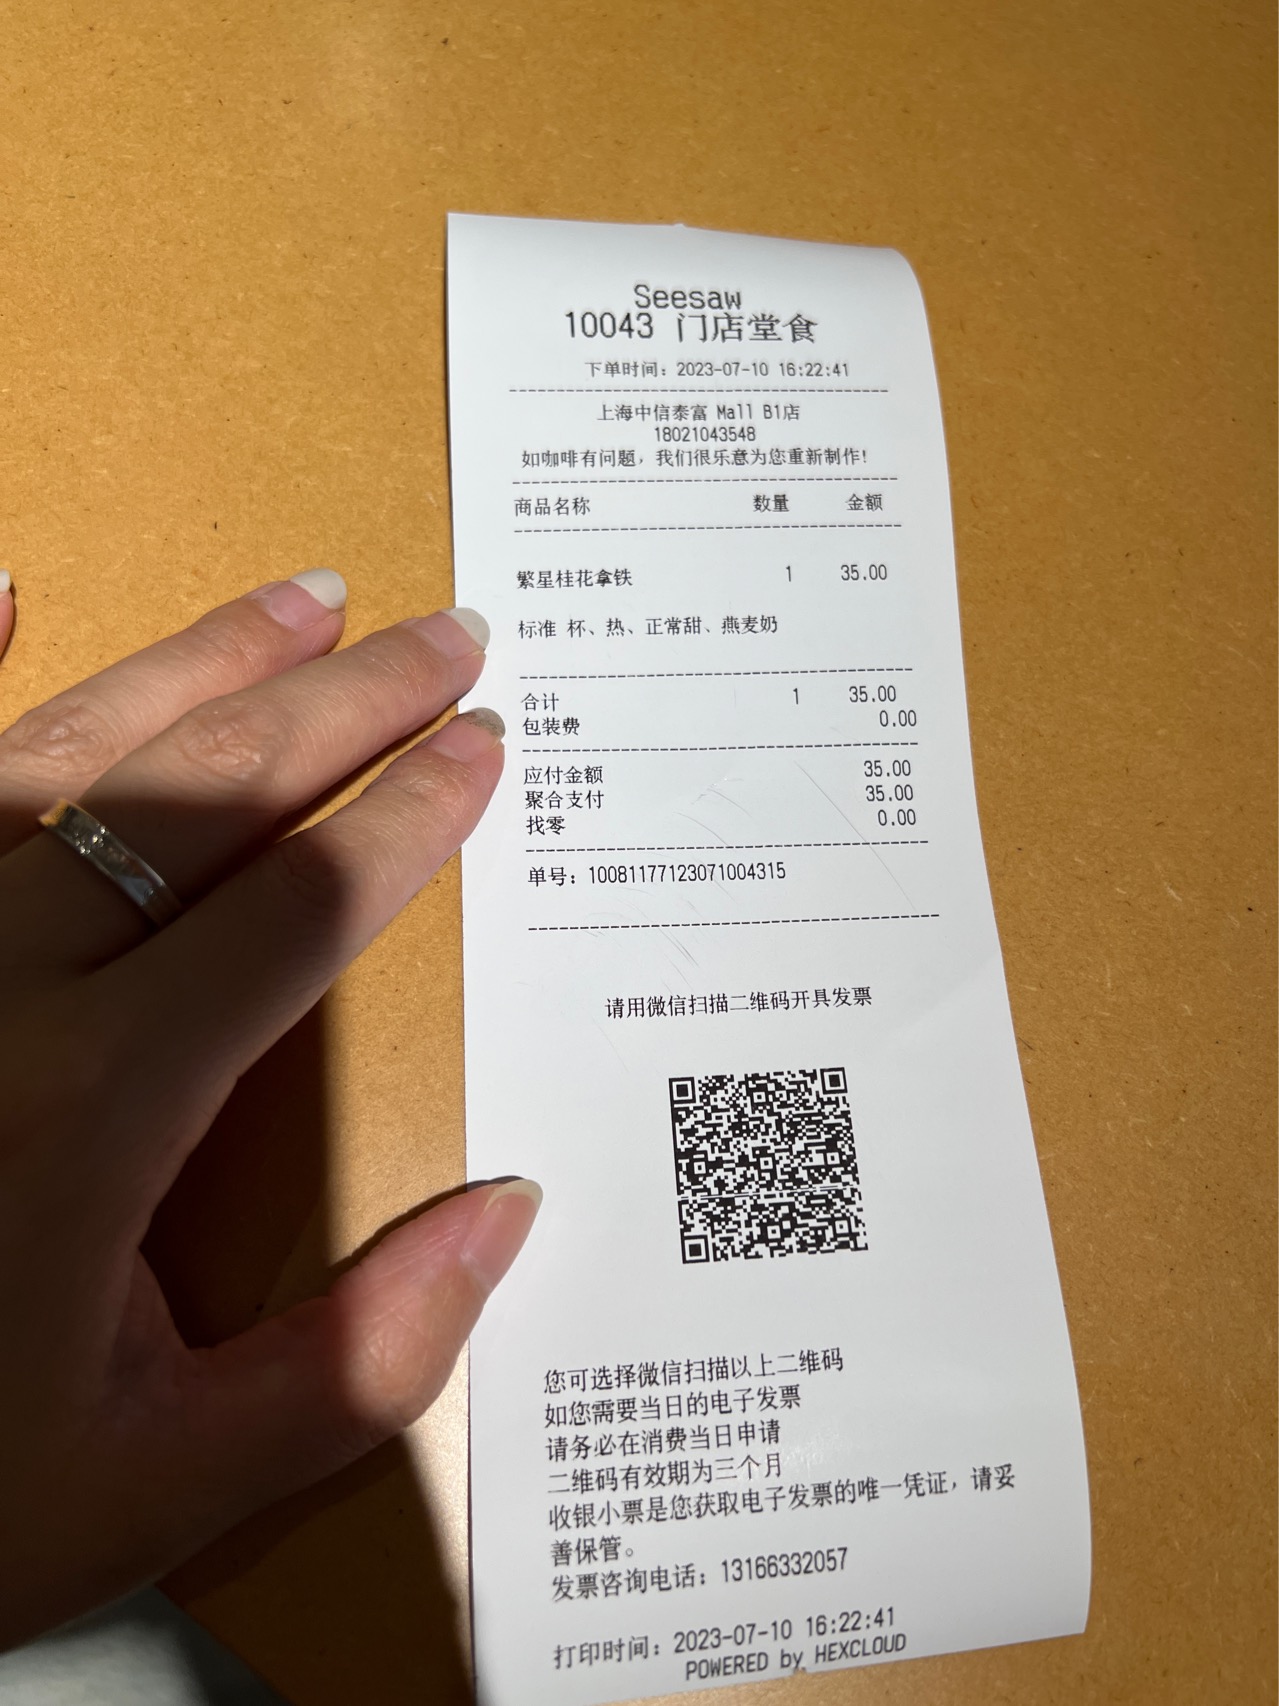 Seesaw
10043 门店堂食
下单时间：2023-07-10 16:22:41
上海中信泰富 Mall B1店
18021043548
如咖啡有问题，我们很乐意为您重新制作！
商品名称 数量 金额
繁星桂花拿铁 1 35.00
标准 杯、热、正常甜、燕麦奶
合计 1 35.00
包装费 0.00
应付金额 35.00
聚合支付 35.00
找零 0.00
单号：10081177123071004315
请用微信扫描二维码开具发票
您可选择微信扫描以上二维码
如您需要当日的电子发票
请务必在消费当日申请
二维码有效期为三个月
收银小票是您获取电子发票的唯一凭证，请妥
善保管。
发票咨询电话：13166332057
打印时间：2023-07-10 16:22:41
POWERED by HEXCLOUD